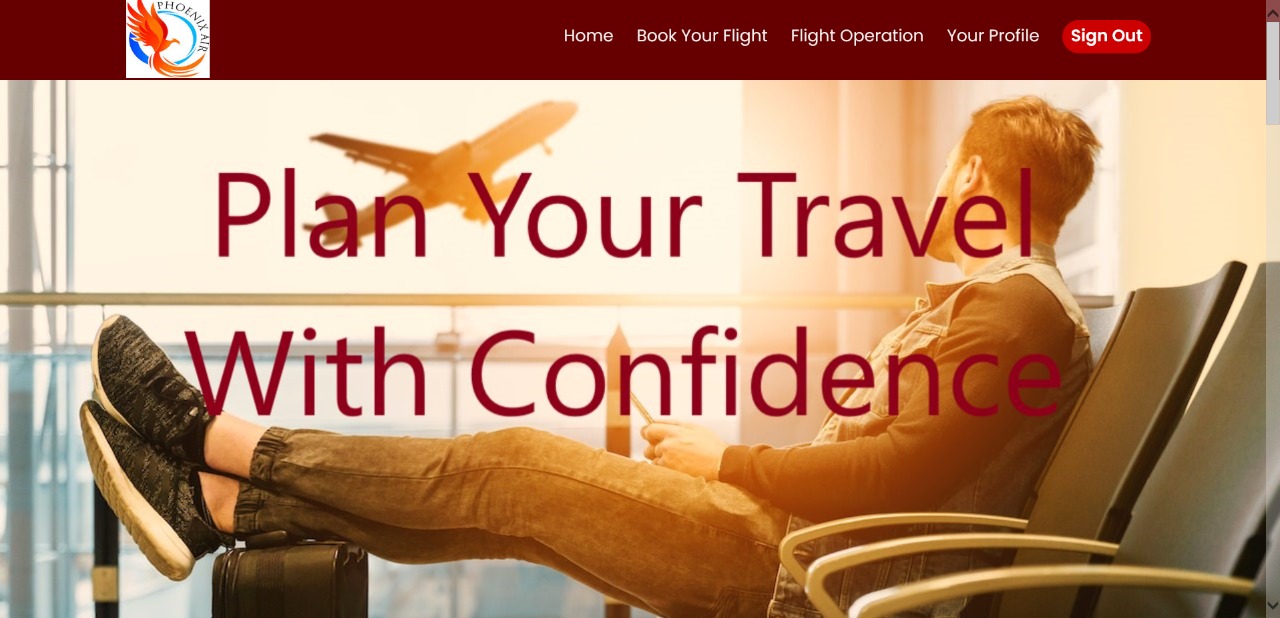 PHOENIX AIR
Home Book Your Flight Flight Operation Your Profile Sign Out
Plan Your Travel
With Confidence